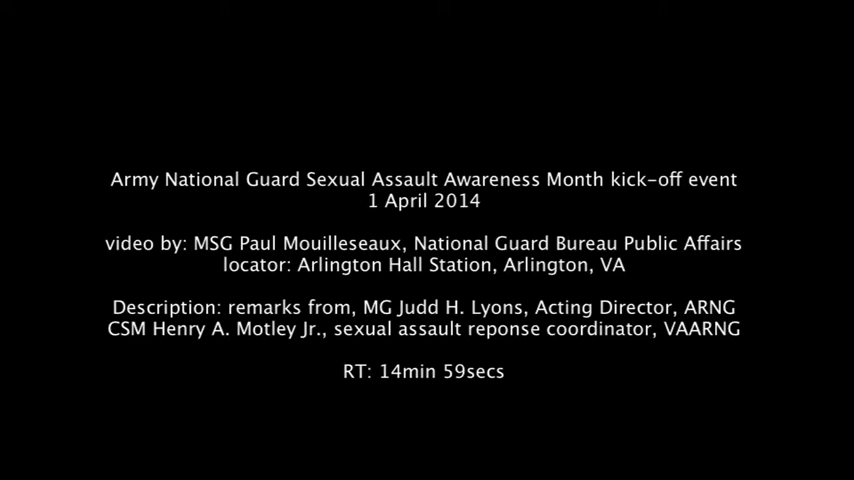 Army National Guard Sexual Assault Awareness Month kick-off event
1 April 2014
video by: MSG Paul Mouilleseaux, National Guard Bureau Public Affairs
locator: Arlington Hall Station, Arlington, VA
Description: remarks from, MG Judd H. Lyons, Acting Director, ARNG
CSM Henry A. Motley Jr., sexual assault reponse coordinator, VAARNG
RT: 14min 59secs